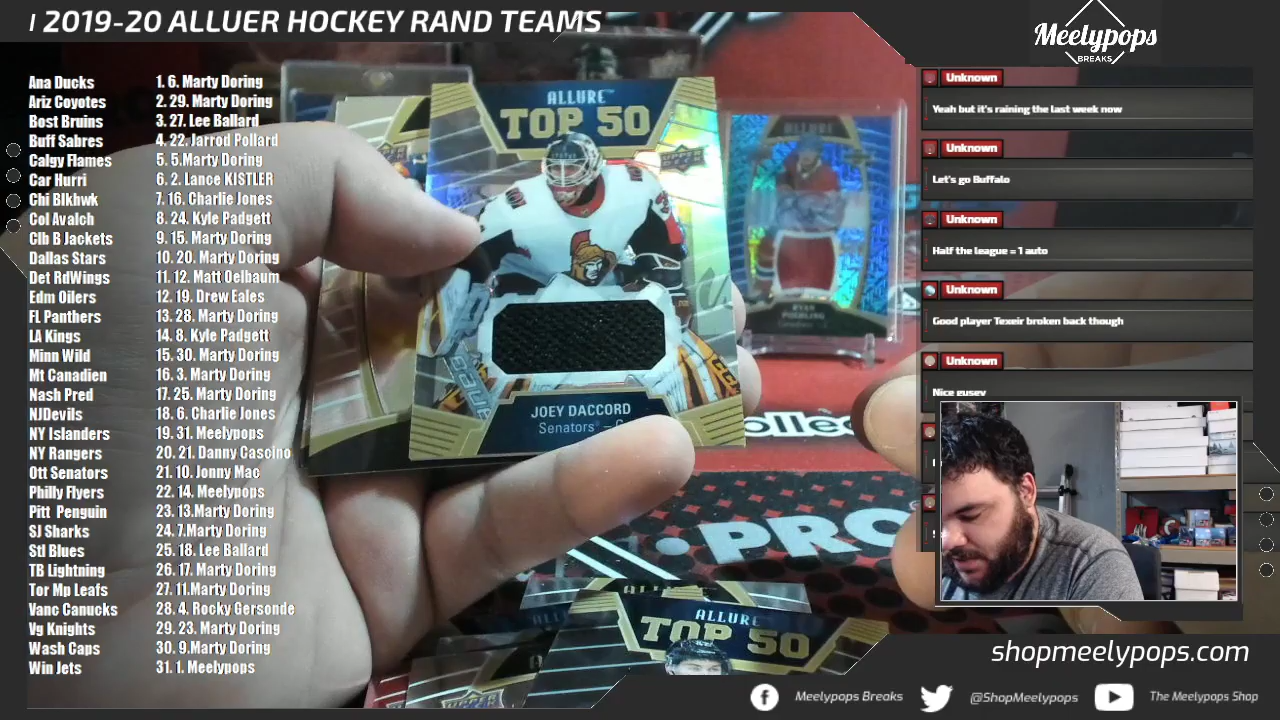 2019-20 ALLUER HOCKEY RAND TEAMS
Meelypops
BREAKS
Ana Ducks 1. 6. Marty Doring
Ariz Coyotes 2. 29. Marty Doring
Bost Bruins 3. 27. Lee Ballard
Buff Sabres 4. 22. Jarrod Pollard
Calgy Flames 5. 5.Marty Doring
Car Hurri 6. 2. Lance KISTLER
Chi Blkhwk 7. 16. Charlie Jones
Col Avalch 8. 24. Kyle Padgett
Clb B Jackets 9. 15. Marty Doring
Dallas Stars 10. 20. Marty Doring
Det RdWings 11. 12. Matt Oelbaum
Edm Oilers 12. 19. Drew Eales
FL Panthers 13. 28. Marty Doring
LA Kings 14. 8. Kyle Padgett
Minn Wild 15. 30. Marty Doring
Mt Canadien 16. 3. Marty Doring
Nash Pred 17. 25. Marty Doring
NJDevils 18. 6. Charlie Jones
NY Islanders 19. 31. Meelypops
NY Rangers 20. 21. Danny Cascino
Ott Senators 21. 10. Jonny Mac
Philly Flyers 22. 14. Meelypops
Pitt Penguin 23. 13.Marty Doring
SJ Sharks 24. 7.Marty Doring
Stl Blues 25. 18. Lee Ballard
TB Lightning 26. 17. Marty Doring
Tor Mp Leafs 27. 11.Marty Doring
Vanc Canucks 28. 4. Rocky Gersonde
Vg Knights 29. 23. Marty Doring
Wash Caps 30. 9.Marty Doring
Win Jets 31. 1. Meelypops
ALLURE
TOP 50
UPPER DECK
JOEY DACCORD
Senators
ALLURE
RYAN
POEHLING
PRO
ALLURE
TOP 50
Unknown
Yeah but it's raining the last week now
Unknown
Let's go Buffalo
Unknown
Half the league = 1 auto
Unknown
Good player Texeir broken back though
Unknown
Nice gusey
shopmeelypops.com
Meelypops Breaks
@ShopMeelypops
The Meelypops Shop